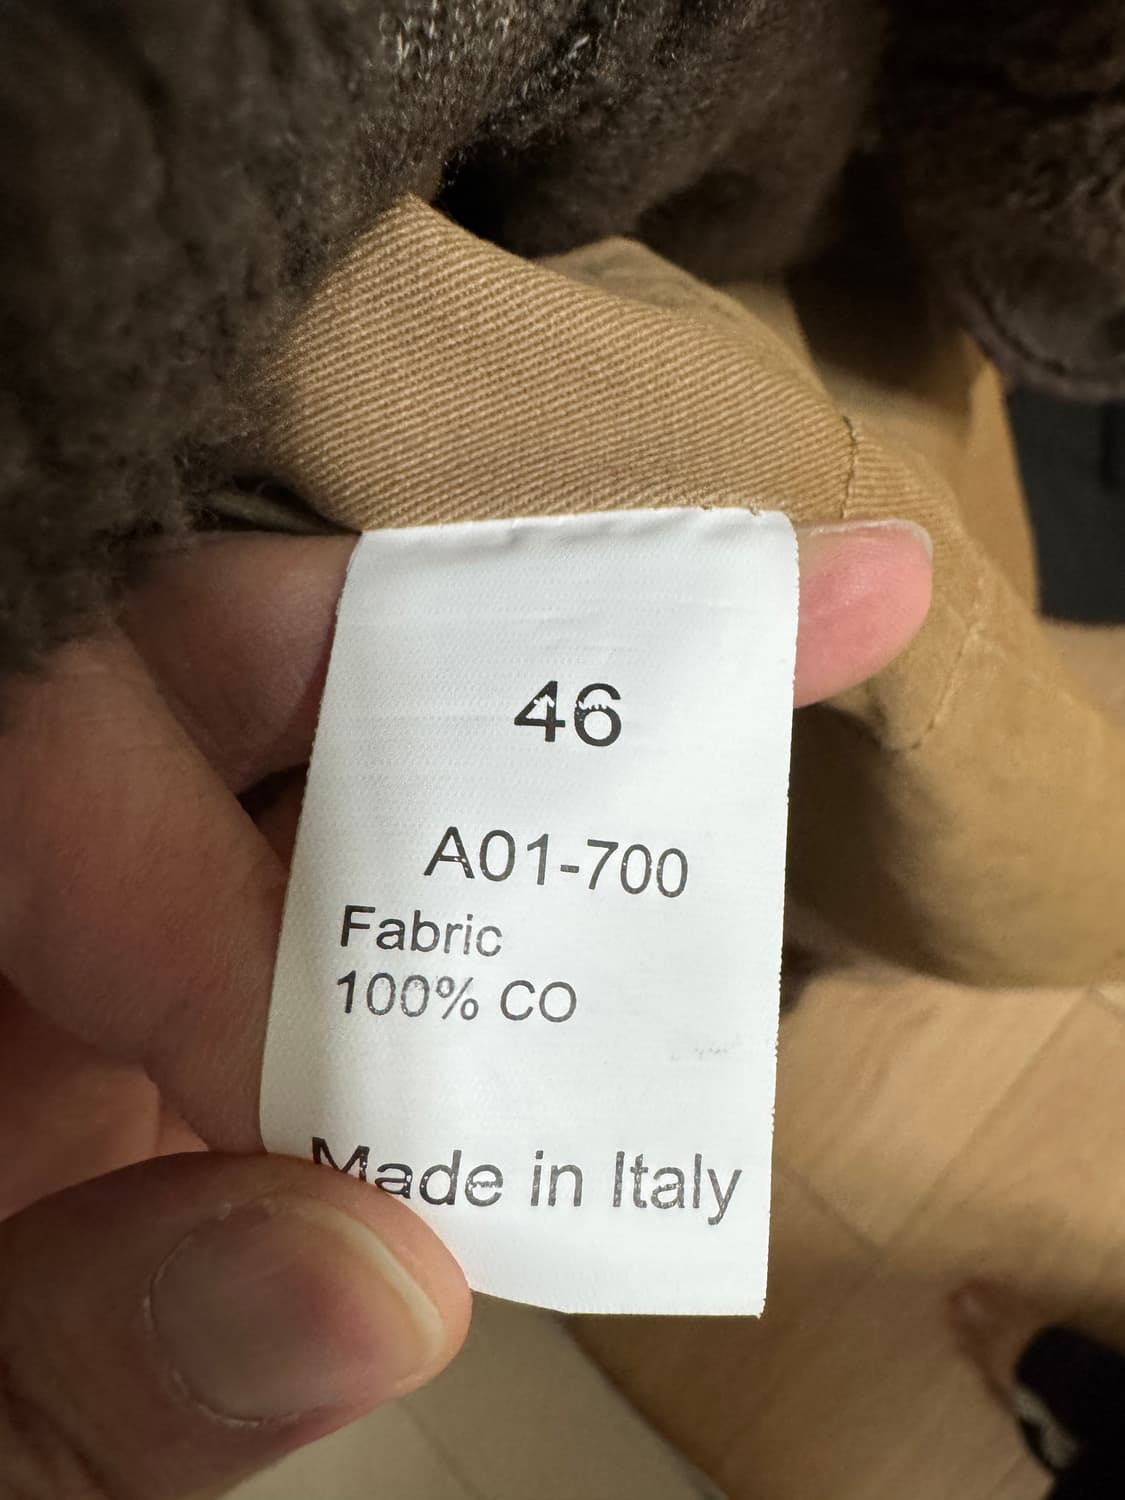 46
A01-700
Fabric
100% CO
Made in Italy